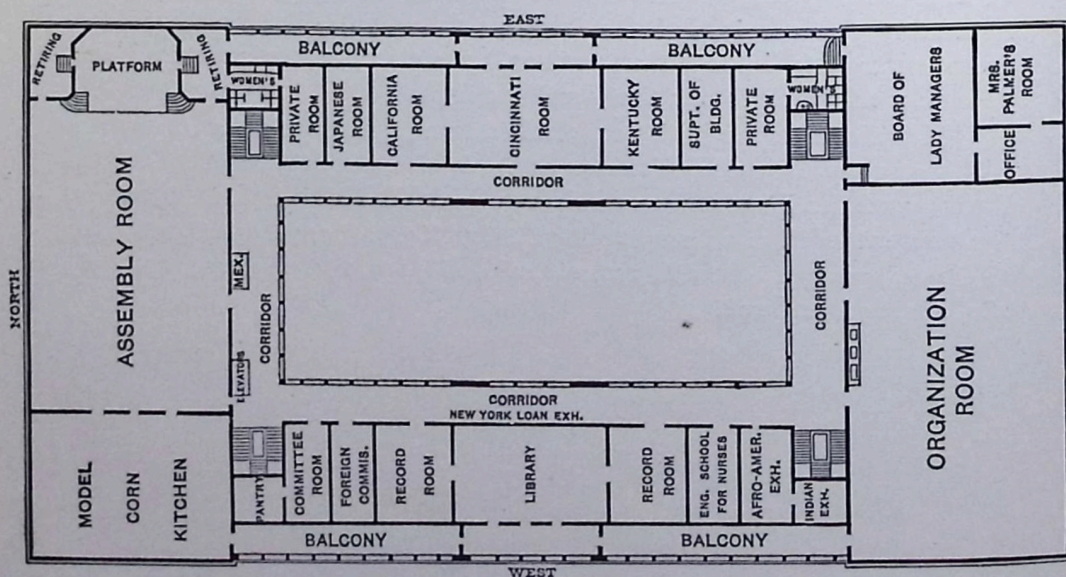 EAST
RETIRING
PLATFORM
RETIRING
BALCONY
BALCONY
WOMEN'S
PRIVATE
ROOM
JAPANESE
ROOM
CALIFORNIA
ROOM
CINCINNATI
ROOM
KENTUCKY
ROOM
SUPT. OF
BLDG.
PRIVATE
ROOM
WOMEN'S
BOARD OF
LADY MANAGERS
MRS.
PALMER'S
ROOM
OFFICE
CORRIDOR
NORTH
ASSEMBLY ROOM
MEX.
CORRIDOR
ELEVATORS
CORRIDOR
ORGANIZATION
ROOM
CORRIDOR
NEW YORK LOAN EXH.
MODEL
CORN
KITCHEN
PANTRY
COMMITTEE
ROOM
FOREIGN
COMMIS.
RECORD
ROOM
LIBRARY
RECORD
ROOM
ENG. SCHOOL
FOR NURSES
AFRO-AMER.
EXH.
INDIAN
EXH.
BALCONY
BALCONY
WEST